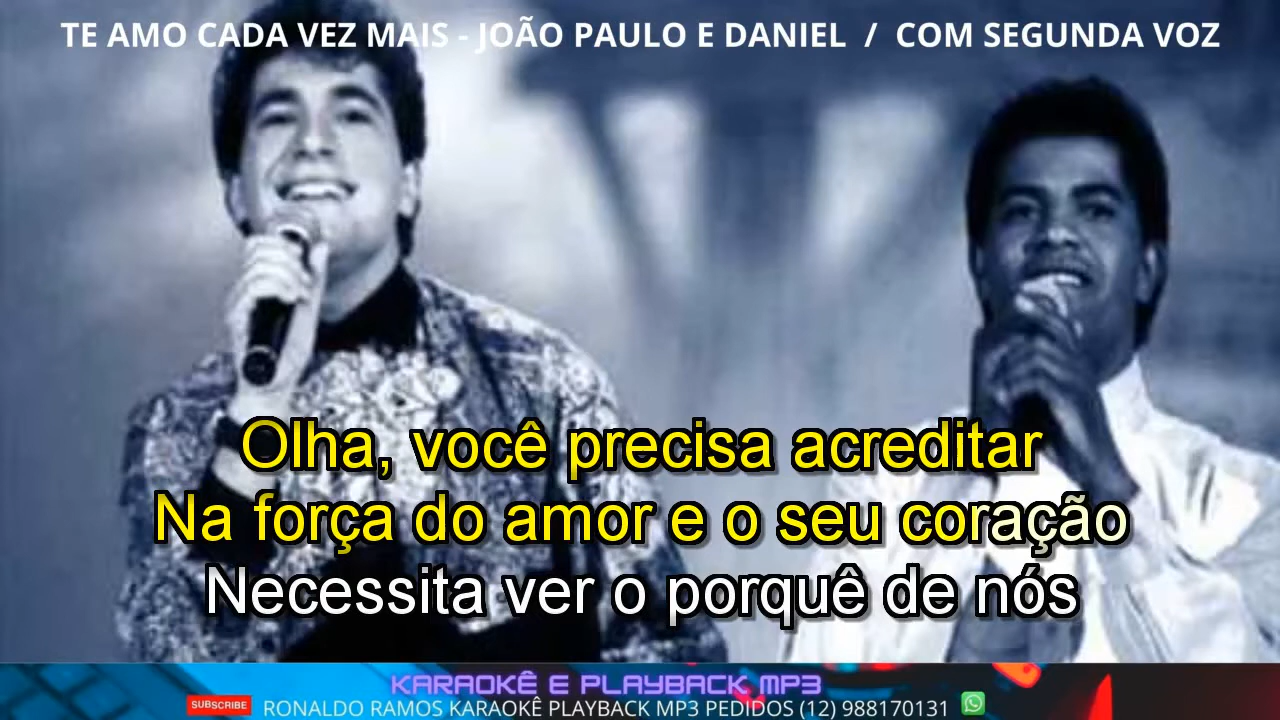 TE AMO CADA VEZ MAIS - JOÃO PAULO E DANIEL / COM SEGUNDA VOZ
Olha, você precisa acreditar
Na força do amor e o seu coração
Necessita ver o porquê de nós
KARAOKÊ E PLAYBACK MP3
SUBSCRIBE RONALDO RAMOS KARAOKÊ PLAYBACK MP3 PEDIDOS (12) 988170131